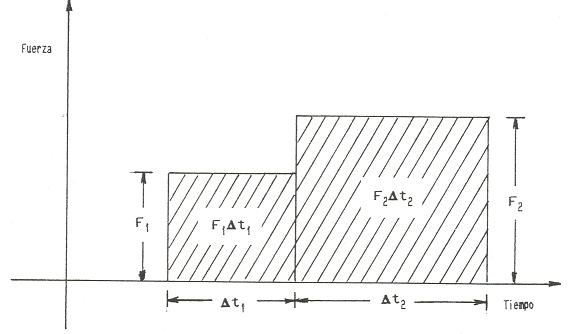 Fuerza
F₁
F₁Δt₁
F₂Δt₂
F₂
Δt₁
Δt₂
Tiempo